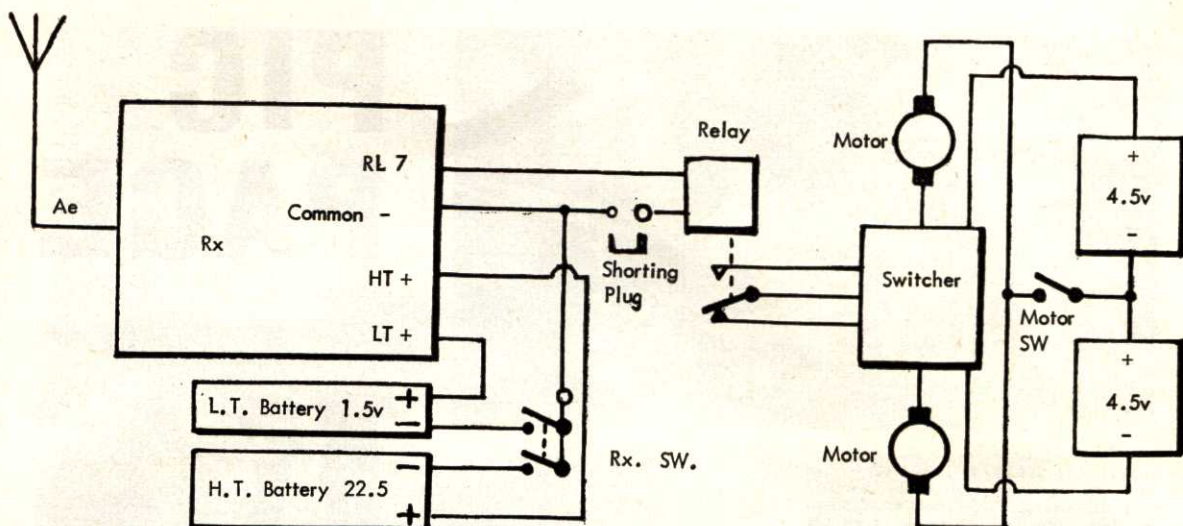 Ae
Rx
RL 7
Common -
HT +
LT +
L.T. Battery 1.5v
+
-
H.T. Battery 22.5
-
+
Rx. SW.
Shorting
Plug
Relay
Motor
Switcher
Motor
Motor
SW
+
4.5v
-
+
4.5v
-